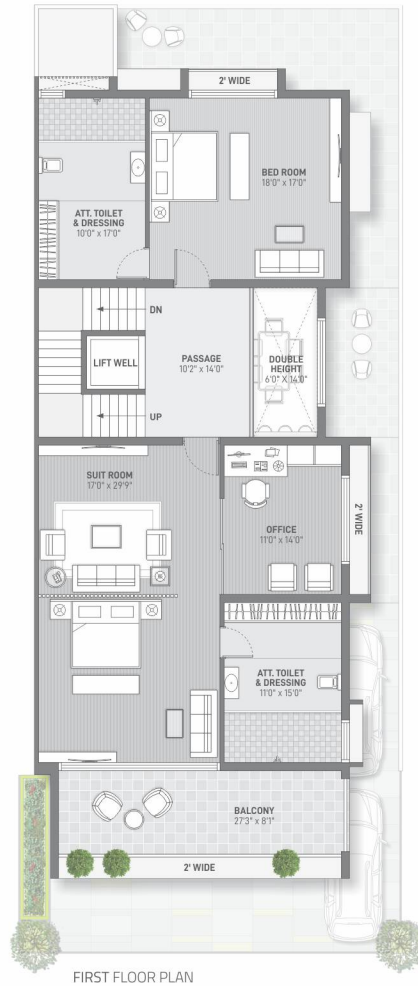 2' WIDE
BED ROOM
18'0" x 17'0"
ATT. TOILET
& DRESSING
10'0" x 17'0"
DN
LIFT WELL
PASSAGE
10'2" x 14'0"
DOUBLE
HEIGHT
6'0" X 14'0"
UP
SUIT ROOM
17'0" x 29'9"
OFFICE
11'0" x 14'0"
2' WIDE
ATT. TOILET
& DRESSING
11'0" x 15'0"
BALCONY
27'3" x 8'1"
2' WIDE
FIRST FLOOR PLAN